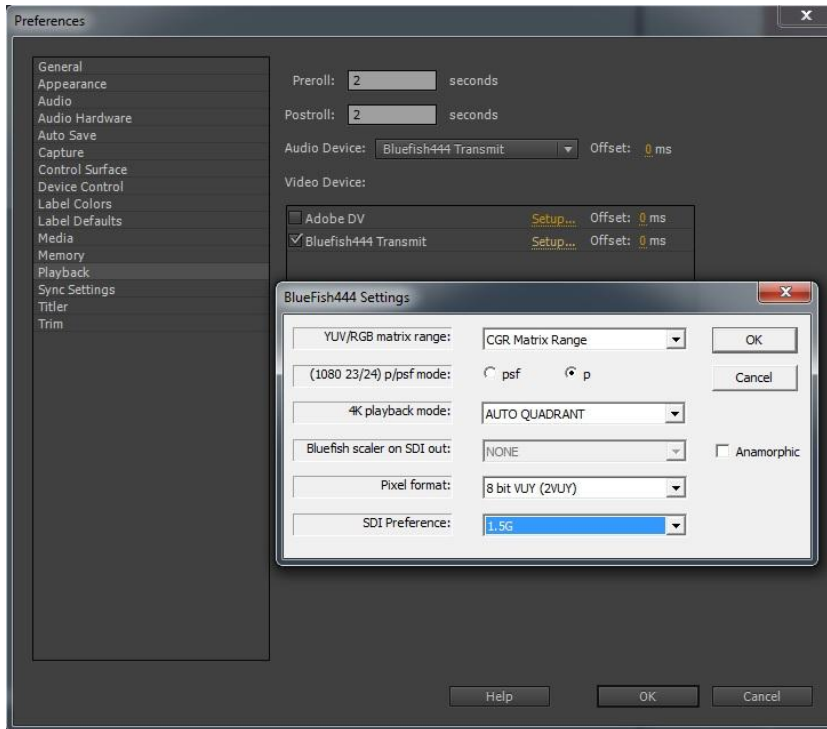 Preferences
X
General
Appearance
Audio
Audio Hardware
Auto Save
Capture
Control Surface
Device Control
Label Colors
Label Defaults
Media
Memory
Playback
Sync Settings
Titler
Trim
Preroll: 2 seconds
Postroll: 2 seconds
Audio Device: Bluefish444 Transmit Offset: 0 ms
Video Device:
Adobe DV Setup... Offset: 0 ms
Bluefish444 Transmit Setup... Offset: 0 ms
BlueFish444 Settings
X
YUV/RGB matrix range: CGR Matrix Range OK
(1080 23/24) p/psf mode: psf p Cancel
4K playback mode: AUTO QUADRANT
Bluefish scaler on SDI out: NONE Anamorphic
Pixel format: 8 bit VUY (2VUY)
SDI Preference: 1.5G
Help OK Cancel